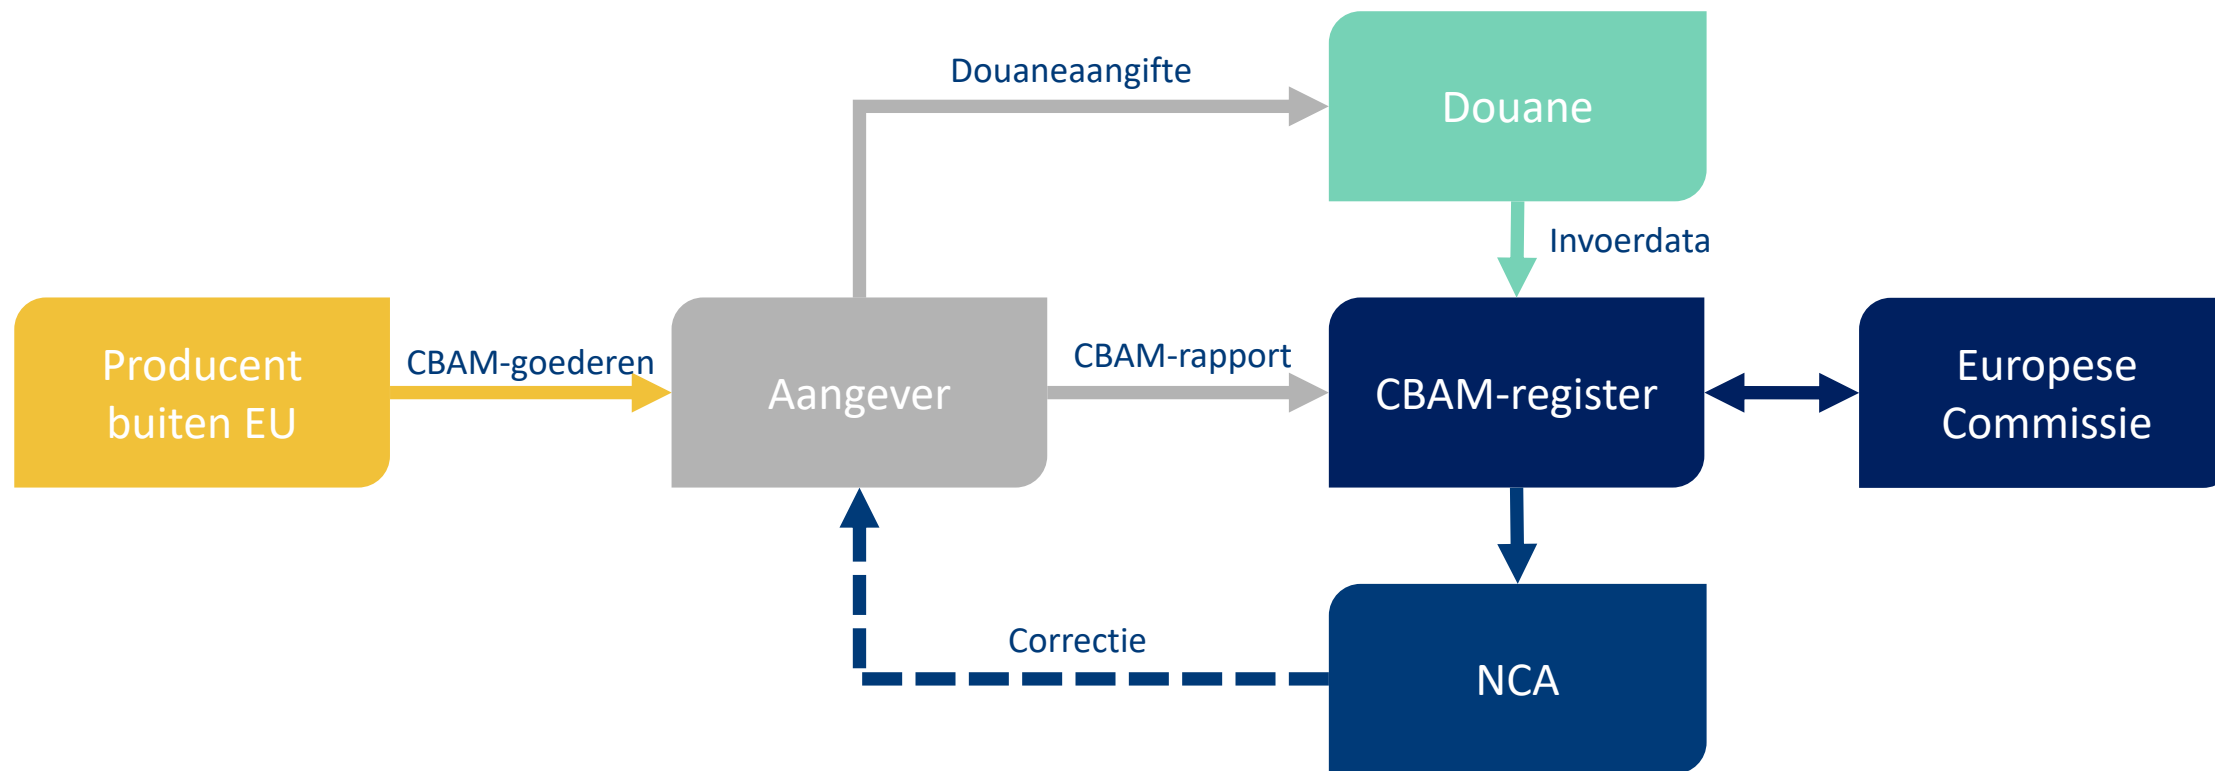 Douaneaangifte
Douane
Invoerdata
Producent
buiten EU
CBAM-goederen
Aangever
CBAM-rapport
CBAM-register
Europese
Commissie
Correctie
NCA